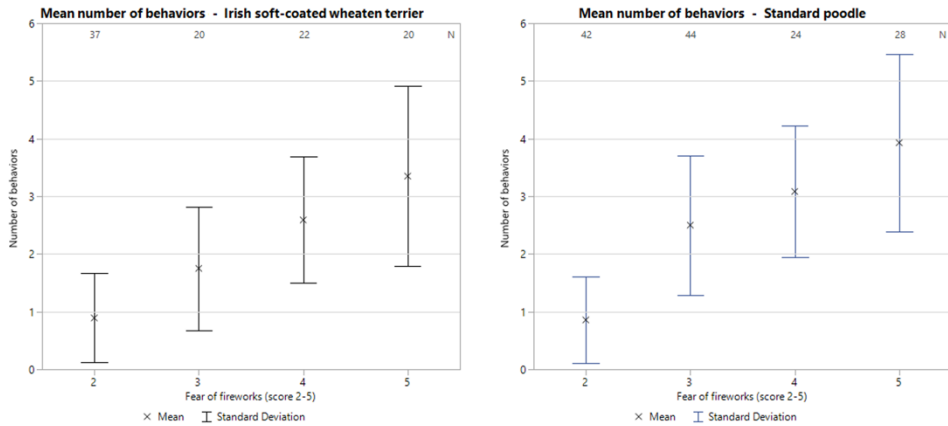 Mean number of behaviors - Irish soft-coated wheaten terrier
6
37 20 22 20 N
5
4
3
2
1
0
Number of behaviors
2 3 4 5
Fear of fireworks (score 2-5)
Mean Standard Deviation
Mean number of behaviors - Standard poodle
6
42 44 24 28 N
5
4
3
2
1
0
Number of behaviors
2 3 4 5
Fear of fireworks (score 2-5)
Mean Standard Deviation